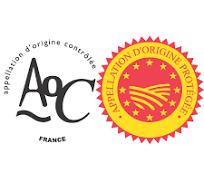 appellation d'origine contrôlée
AOC
FRANCE
APPELLATION D'ORIGINE PROTÉGÉE